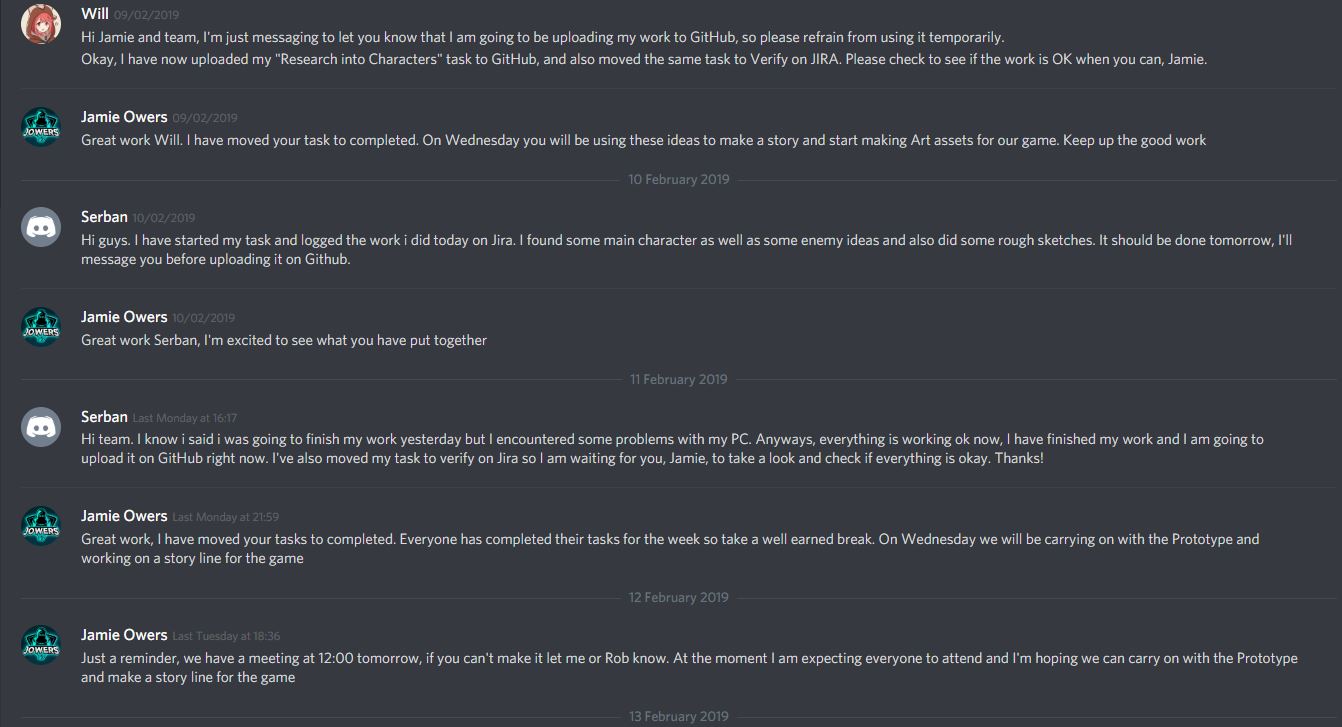 Will 09/02/2019
Hi Jamie and team, I'm just messaging to let you know that I am going to be uploading my work to GitHub, so please refrain from using it temporarily.
Okay, I have now uploaded my "Research into Characters" task to GitHub, and also moved the same task to Verify on JIRA. Please check to see if the work is OK when you can, Jamie.
JOWERS
Jamie Owers 09/02/2019
Great work Will. I have moved your task to completed. On Wednesday you will be using these ideas to make a story and start making Art assets for our game. Keep up the good work
10 February 2019
Serban 10/02/2019
Hi guys. I have started my task and logged the work i did today on Jira. I found some main character as well as some enemy ideas and also did some rough sketches. It should be done tomorrow, I'll
message you before uploading it on Github.
JOWERS
Jamie Owers 10/02/2019
Great work Serban, I'm excited to see what you have put together
11 February 2019
Serban Last Monday at 16:17
Hi team. I know i said i was going to finish my work yesterday but I encountered some problems with my PC. Anyways, everything is working ok now, I have finished my work and I am going to
upload it on GitHub right now. I've also moved my task to verify on Jira so I am waiting for you, Jamie, to take a look and check if everything is okay. Thanks!
JOWERS
Jamie Owers Last Monday at 21:59
Great work, I have moved your tasks to completed. Everyone has completed their tasks for the week so take a well earned break. On Wednesday we will be carrying on with the Prototype and
working on a story line for the game
12 February 2019
JOWERS
Jamie Owers Last Tuesday at 18:36
Just a reminder, we have a meeting at 12:00 tomorrow, if you can't make it let me or Rob know. At the moment I am expecting everyone to attend and I'm hoping we can carry on with the Prototype
and make a story line for the game
13 February 2019